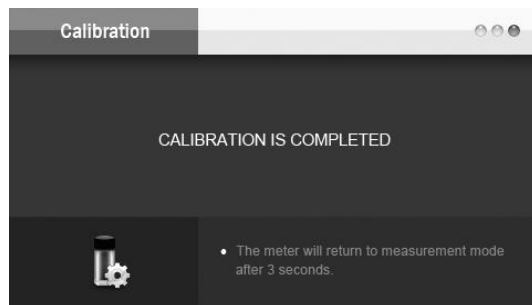 Calibration
CALIBRATION IS COMPLETED
• The meter will return to measurement mode
after 3 seconds.